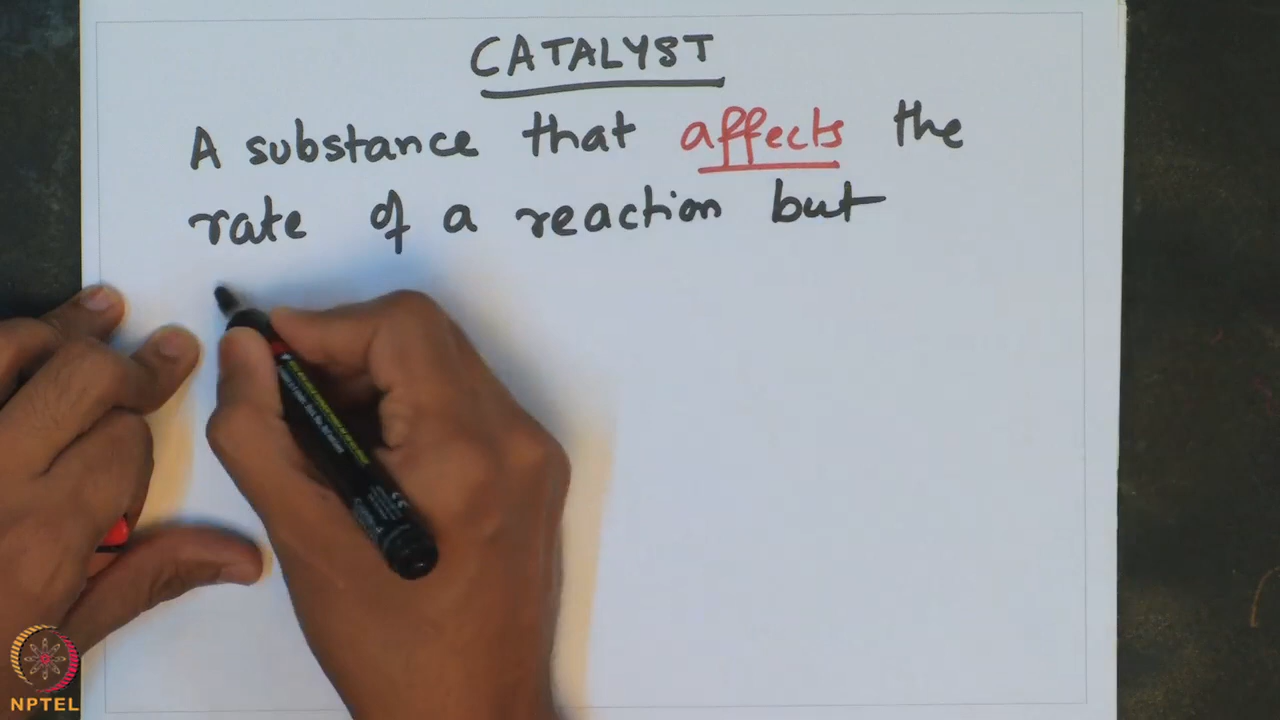 CATALYST
A substance that affects the
rate of a reaction but
NPTEL